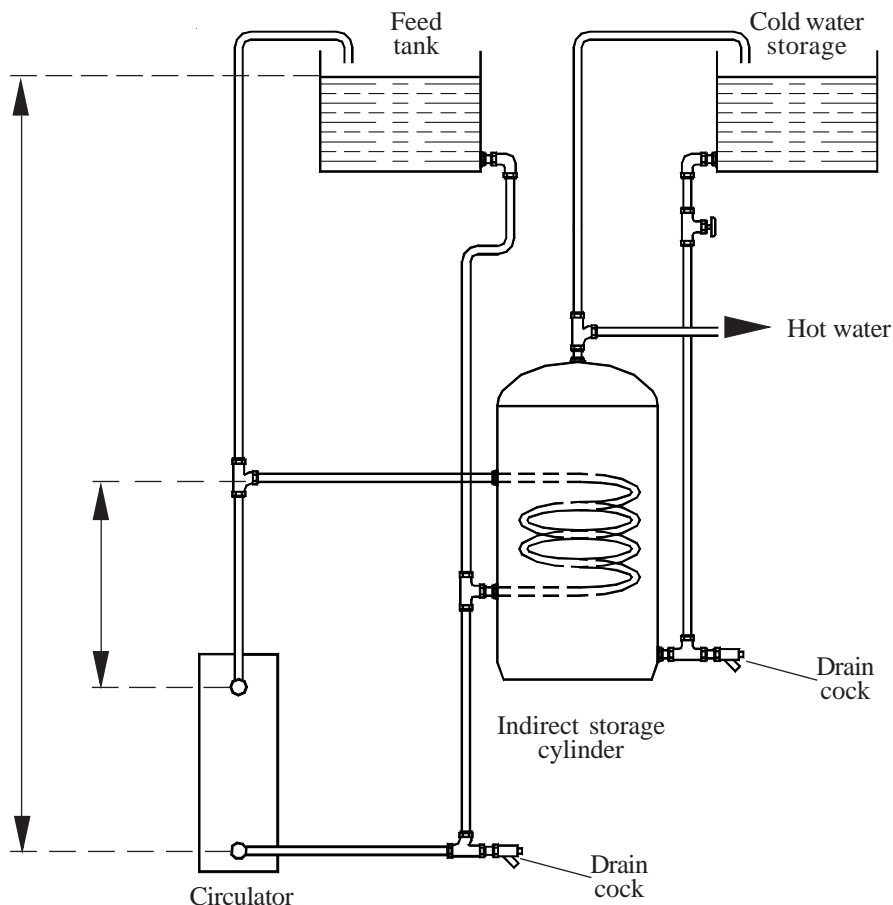 Feed
tank
Cold water
storage
Hot water
Drain
cock
Indirect storage
cylinder
Drain
cock
Circulator